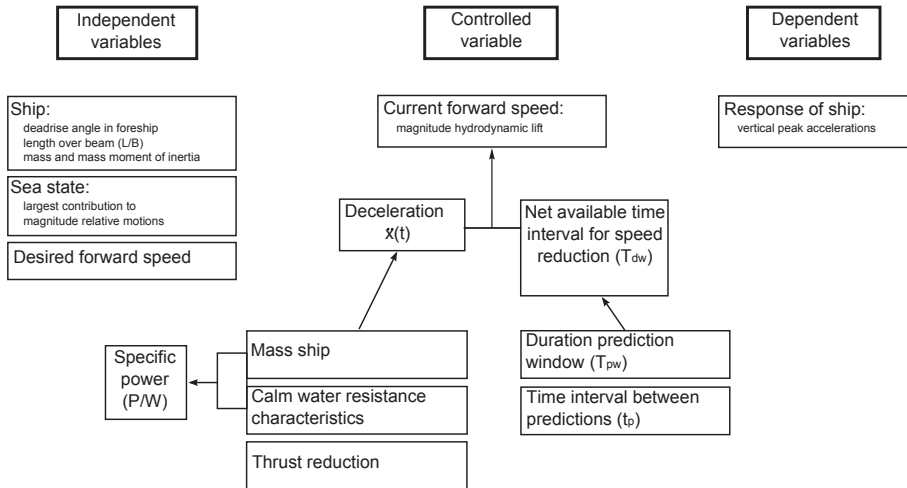 Independent
variables
Controlled
variable
Dependent
variables
Ship:
deadrise angle in foreship
length over beam (L/B)
mass and mass moment of inertia
Sea state:
largest contribution to
magnitude relative motions
Desired forward speed
Current forward speed:
magnitude hydrodynamic lift
Response of ship:
vertical peak accelerations
Deceleration
ẍ(t)
Net available time
interval for speed
reduction (Tdw)
Specific
power
(P/W)
Mass ship
Calm water resistance
characteristics
Thrust reduction
Duration prediction
window (Tpw)
Time interval between
predictions (tp)